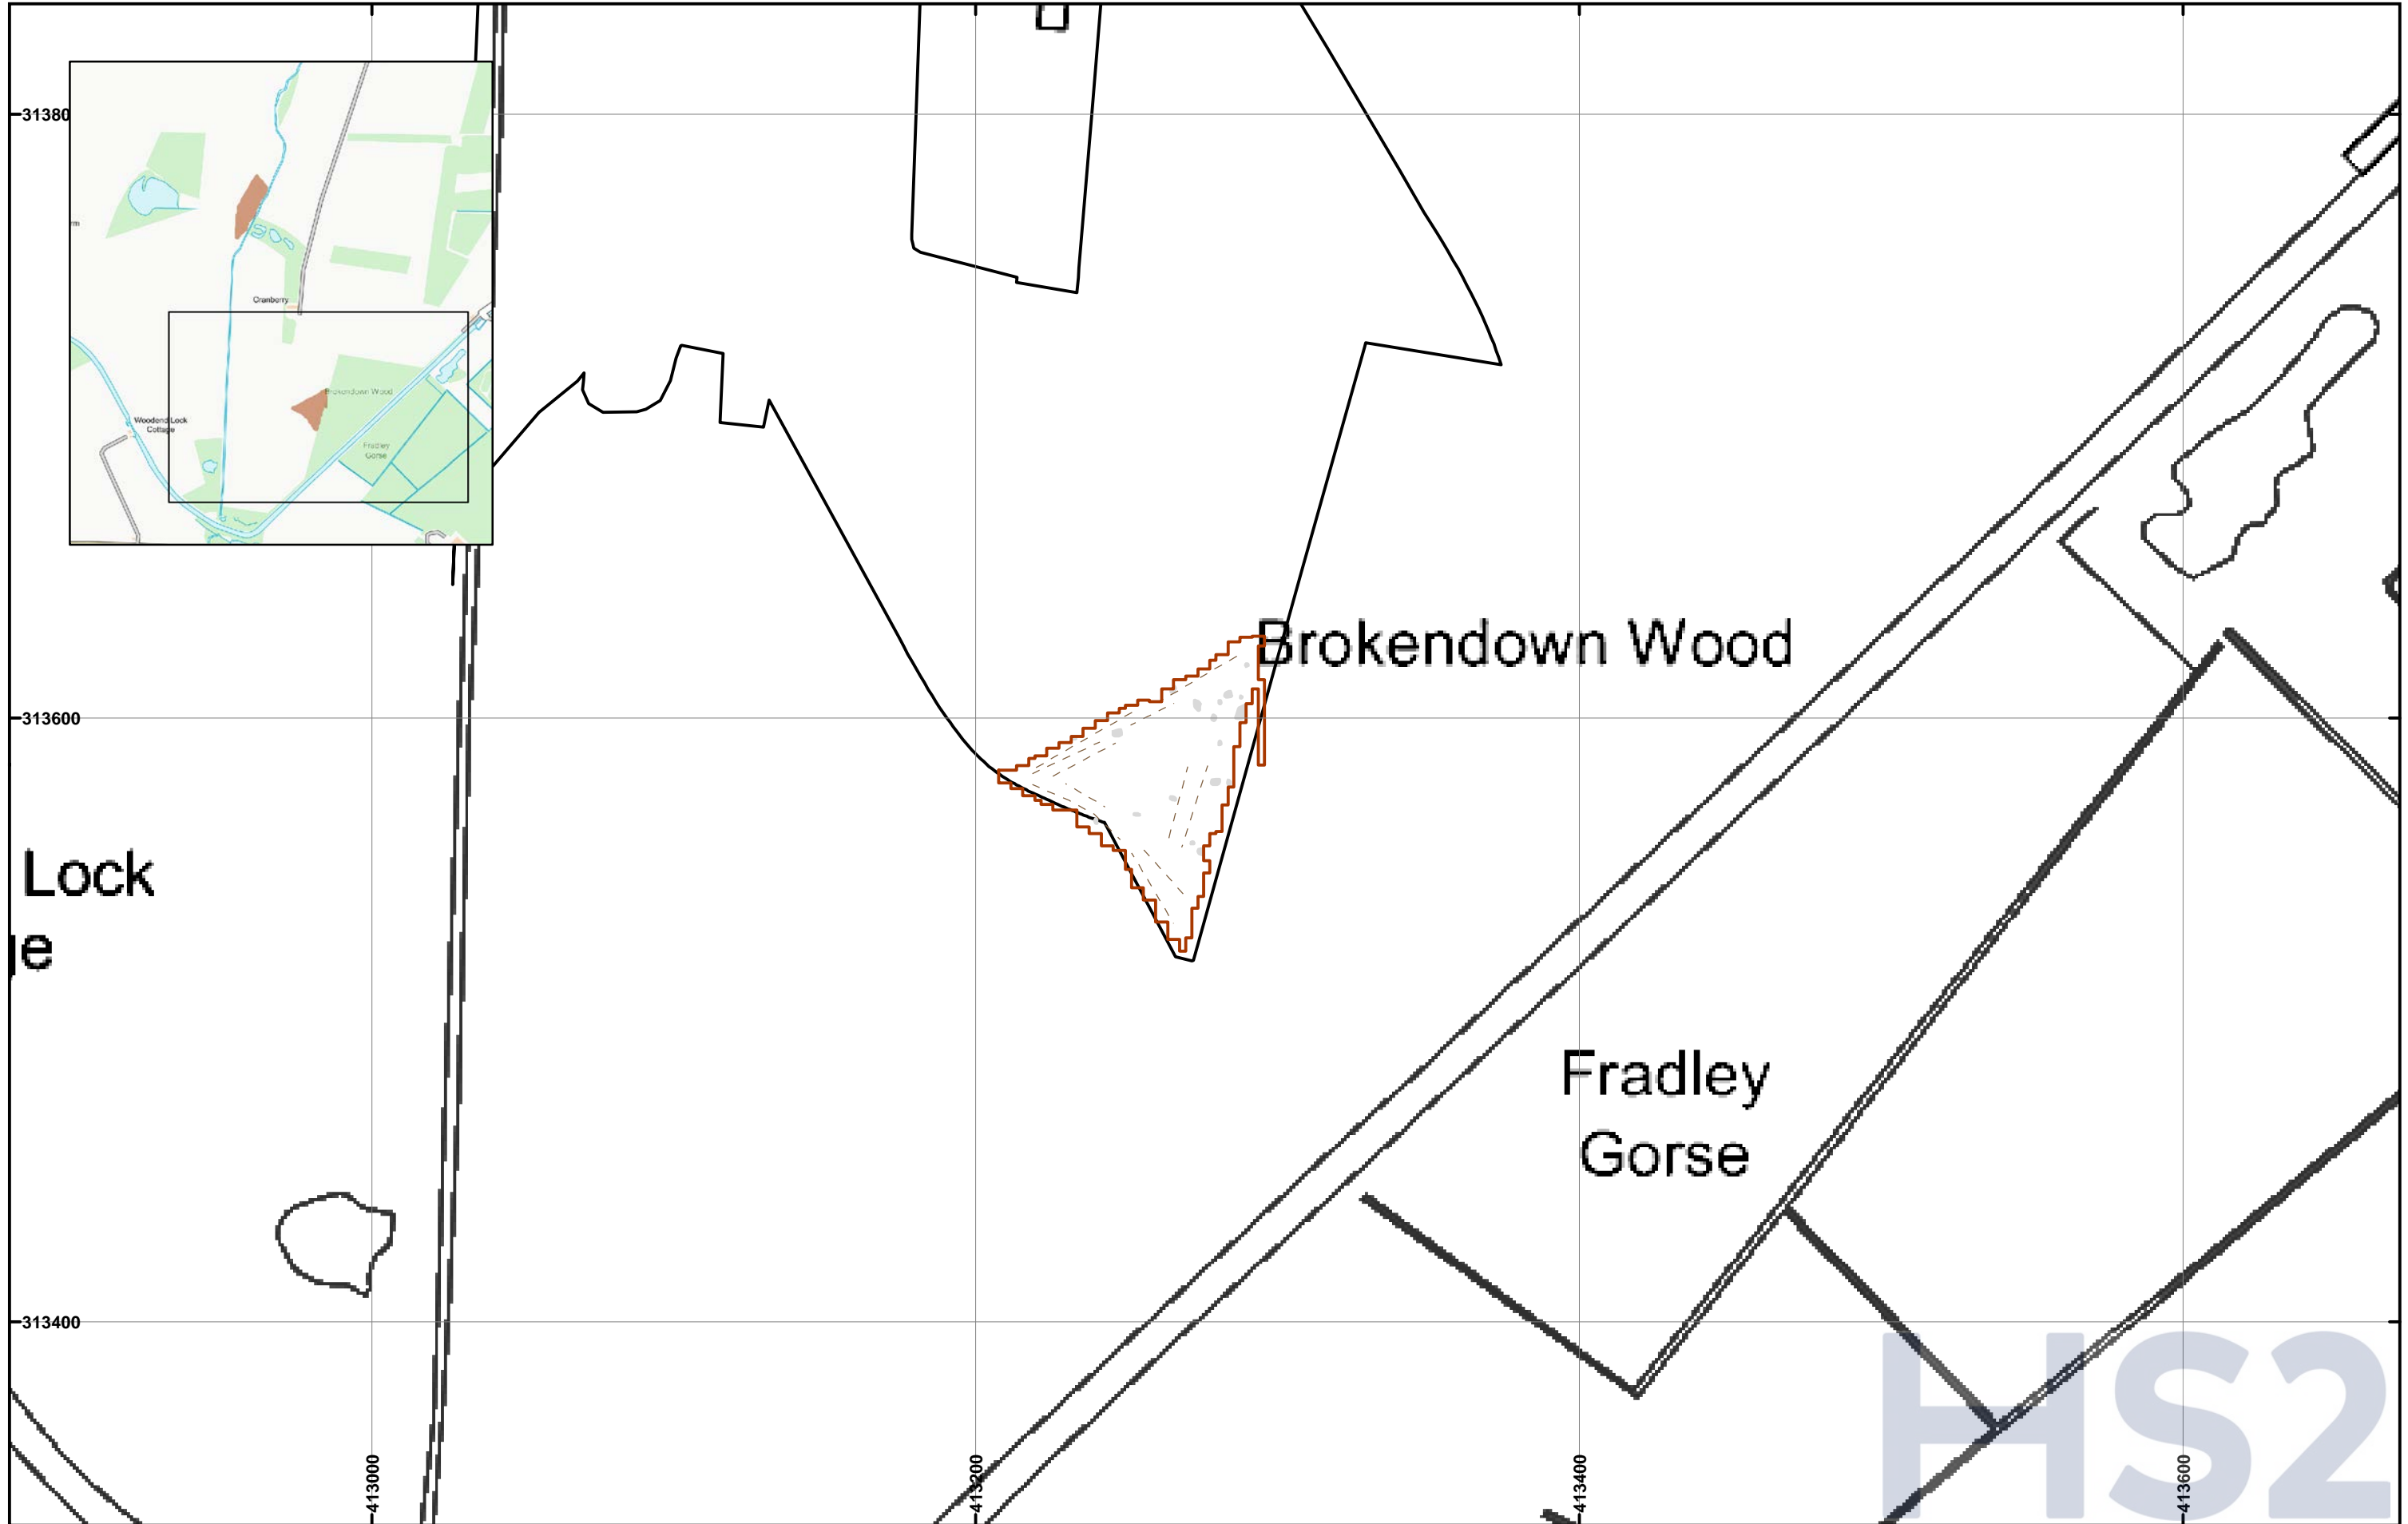 31380
rm
Cranberry
Brokendown Wood
Woodend Lock
Cottage
Fradley
Gorse
Brokendown Wood
313600
Lock
e
Fradley
Gorse
313400
413000
413200
413400
413600
HS2